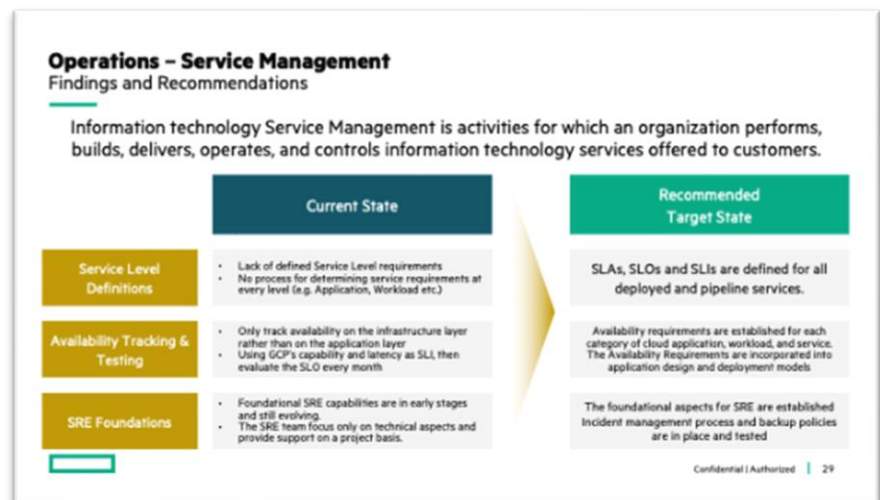 Operations – Service Management
Findings and Recommendations
Information technology Service Management is activities for which an organization performs,
builds, delivers, operates, and controls information technology services offered to customers.
Current State
Recommended
Target State
Service Level
Definitions
• Lack of defined Service Level requirements
• No process for determining service requirements at
every level (e.g. Application, Workload etc.)
SLAs, SLOs and SLIs are defined for all
deployed and pipeline services.
Availability Tracking &
Testing
• Only track availability on the infrastructure layer
rather than on the application layer
• Using GCP's capability and latency as SLI, then
evaluate the SLO every month
Availability requirements are established for each
category of cloud application, workload, and service.
The Availability Requirements are incorporated into
application design and deployment models
SRE Foundations
• Foundational SRE capabilities are in early stages
and still evolving.
• The SRE team focus only on technical aspects and
provide support on a project basis.
The foundational aspects for SRE are established
Incident management process and backup policies
are in place and tested
Confidential | Authorized | 29